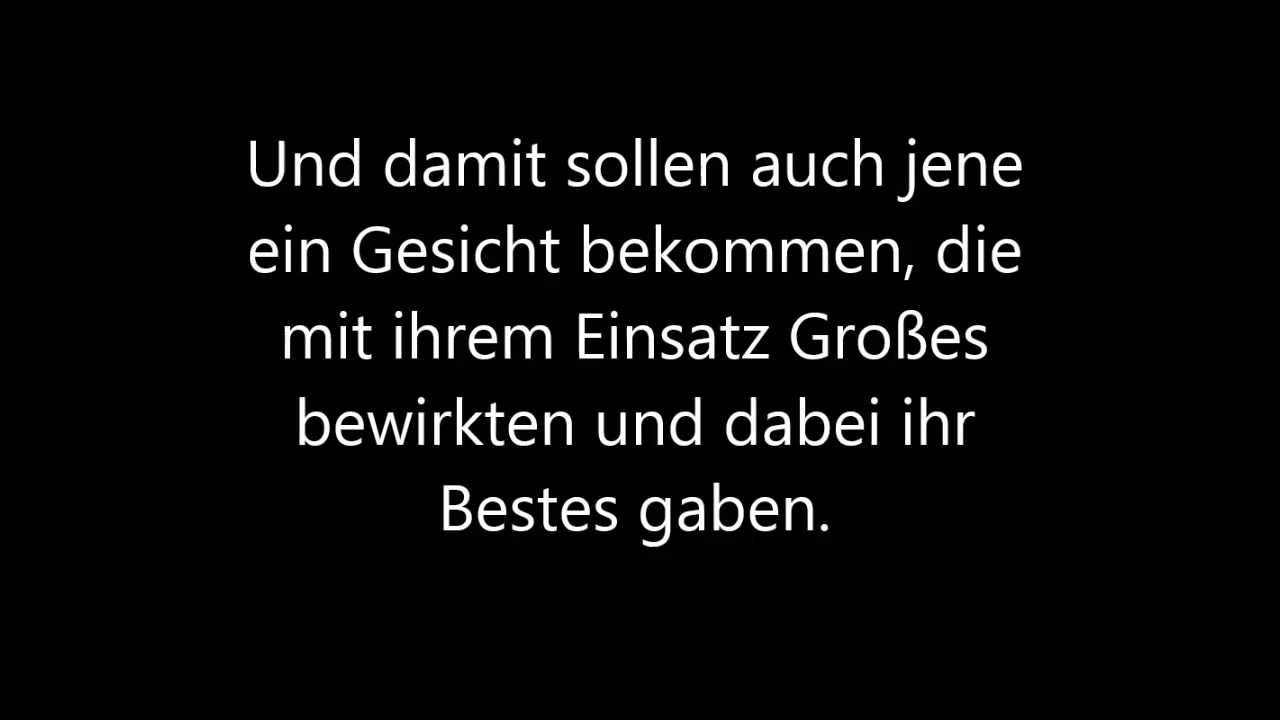 Und damit sollen auch jene
ein Gesicht bekommen, die
mit ihrem Einsatz Großes
bewirkten und dabei ihr
Bestes gaben.